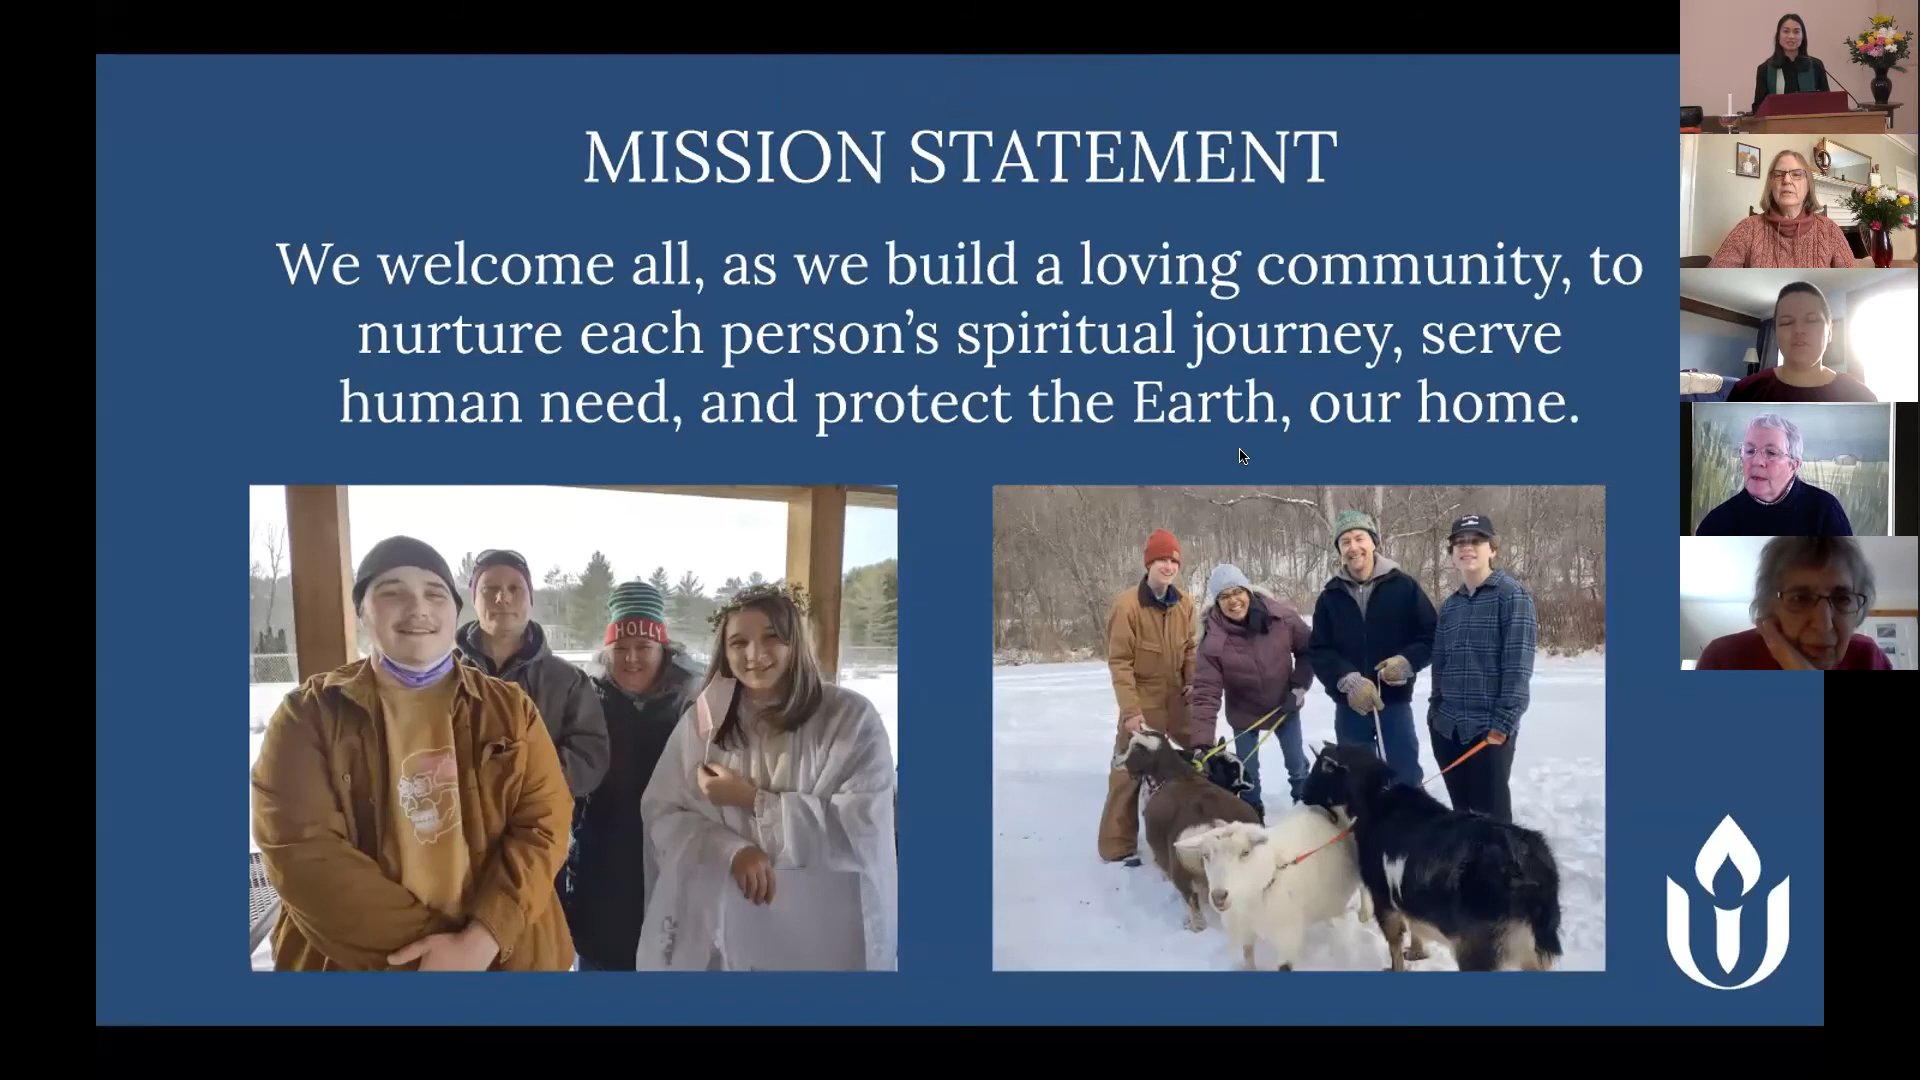 MISSION STATEMENT
We welcome all, as we build a loving community, to
nurture each person’s spiritual journey, serve
human need, and protect the Earth, our home.
HOLLY